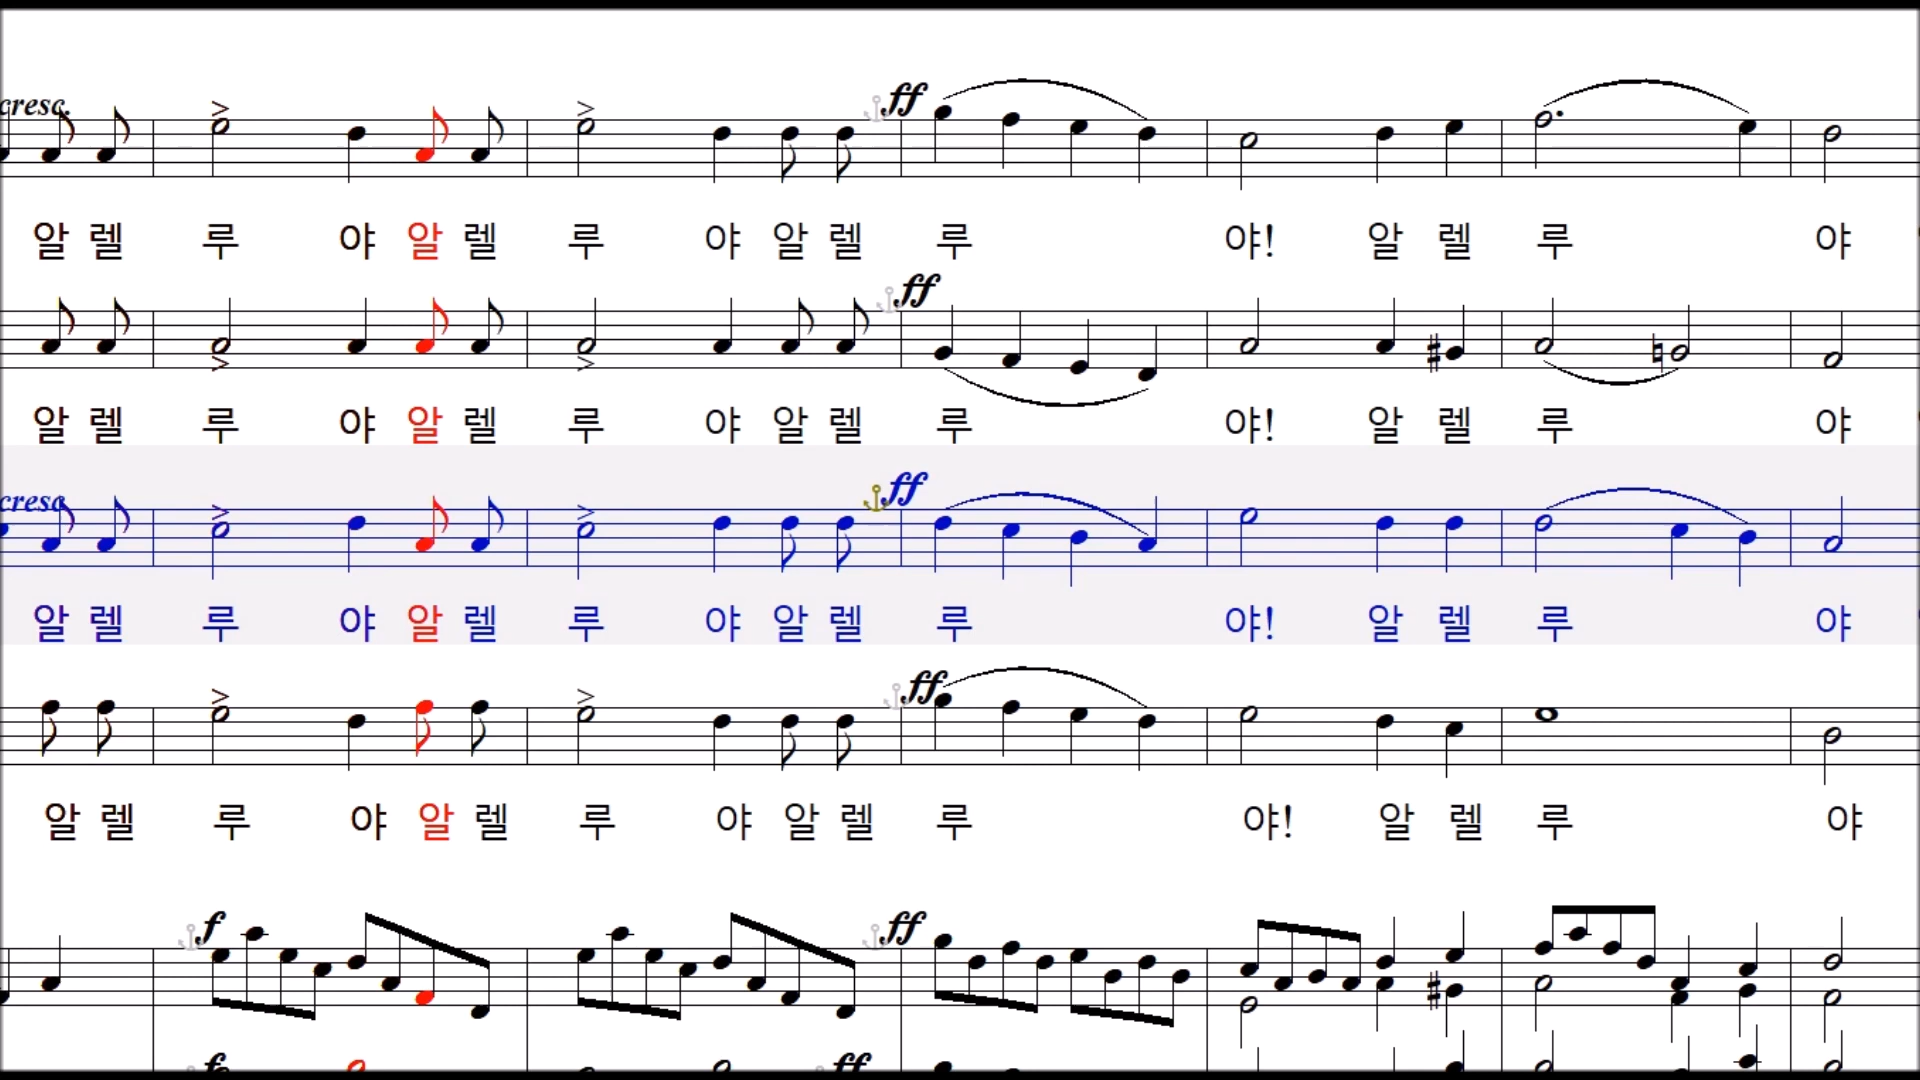 cresc.
ff
알 렐 루 야 알 렐 루 야 알 렐 루 야! 알 렐 루 야
ff
알 렐 루 야 알 렐 루 야 알 렐 루 야! 알 렐 루 야
cresc
ff
알 렐 루 야 알 렐 루 야 알 렐 루 야! 알 렐 루 야
ff
알 렐 루 야 알 렐 루 야 알 렐 루 야! 알 렐 루 야
f ff
f ff